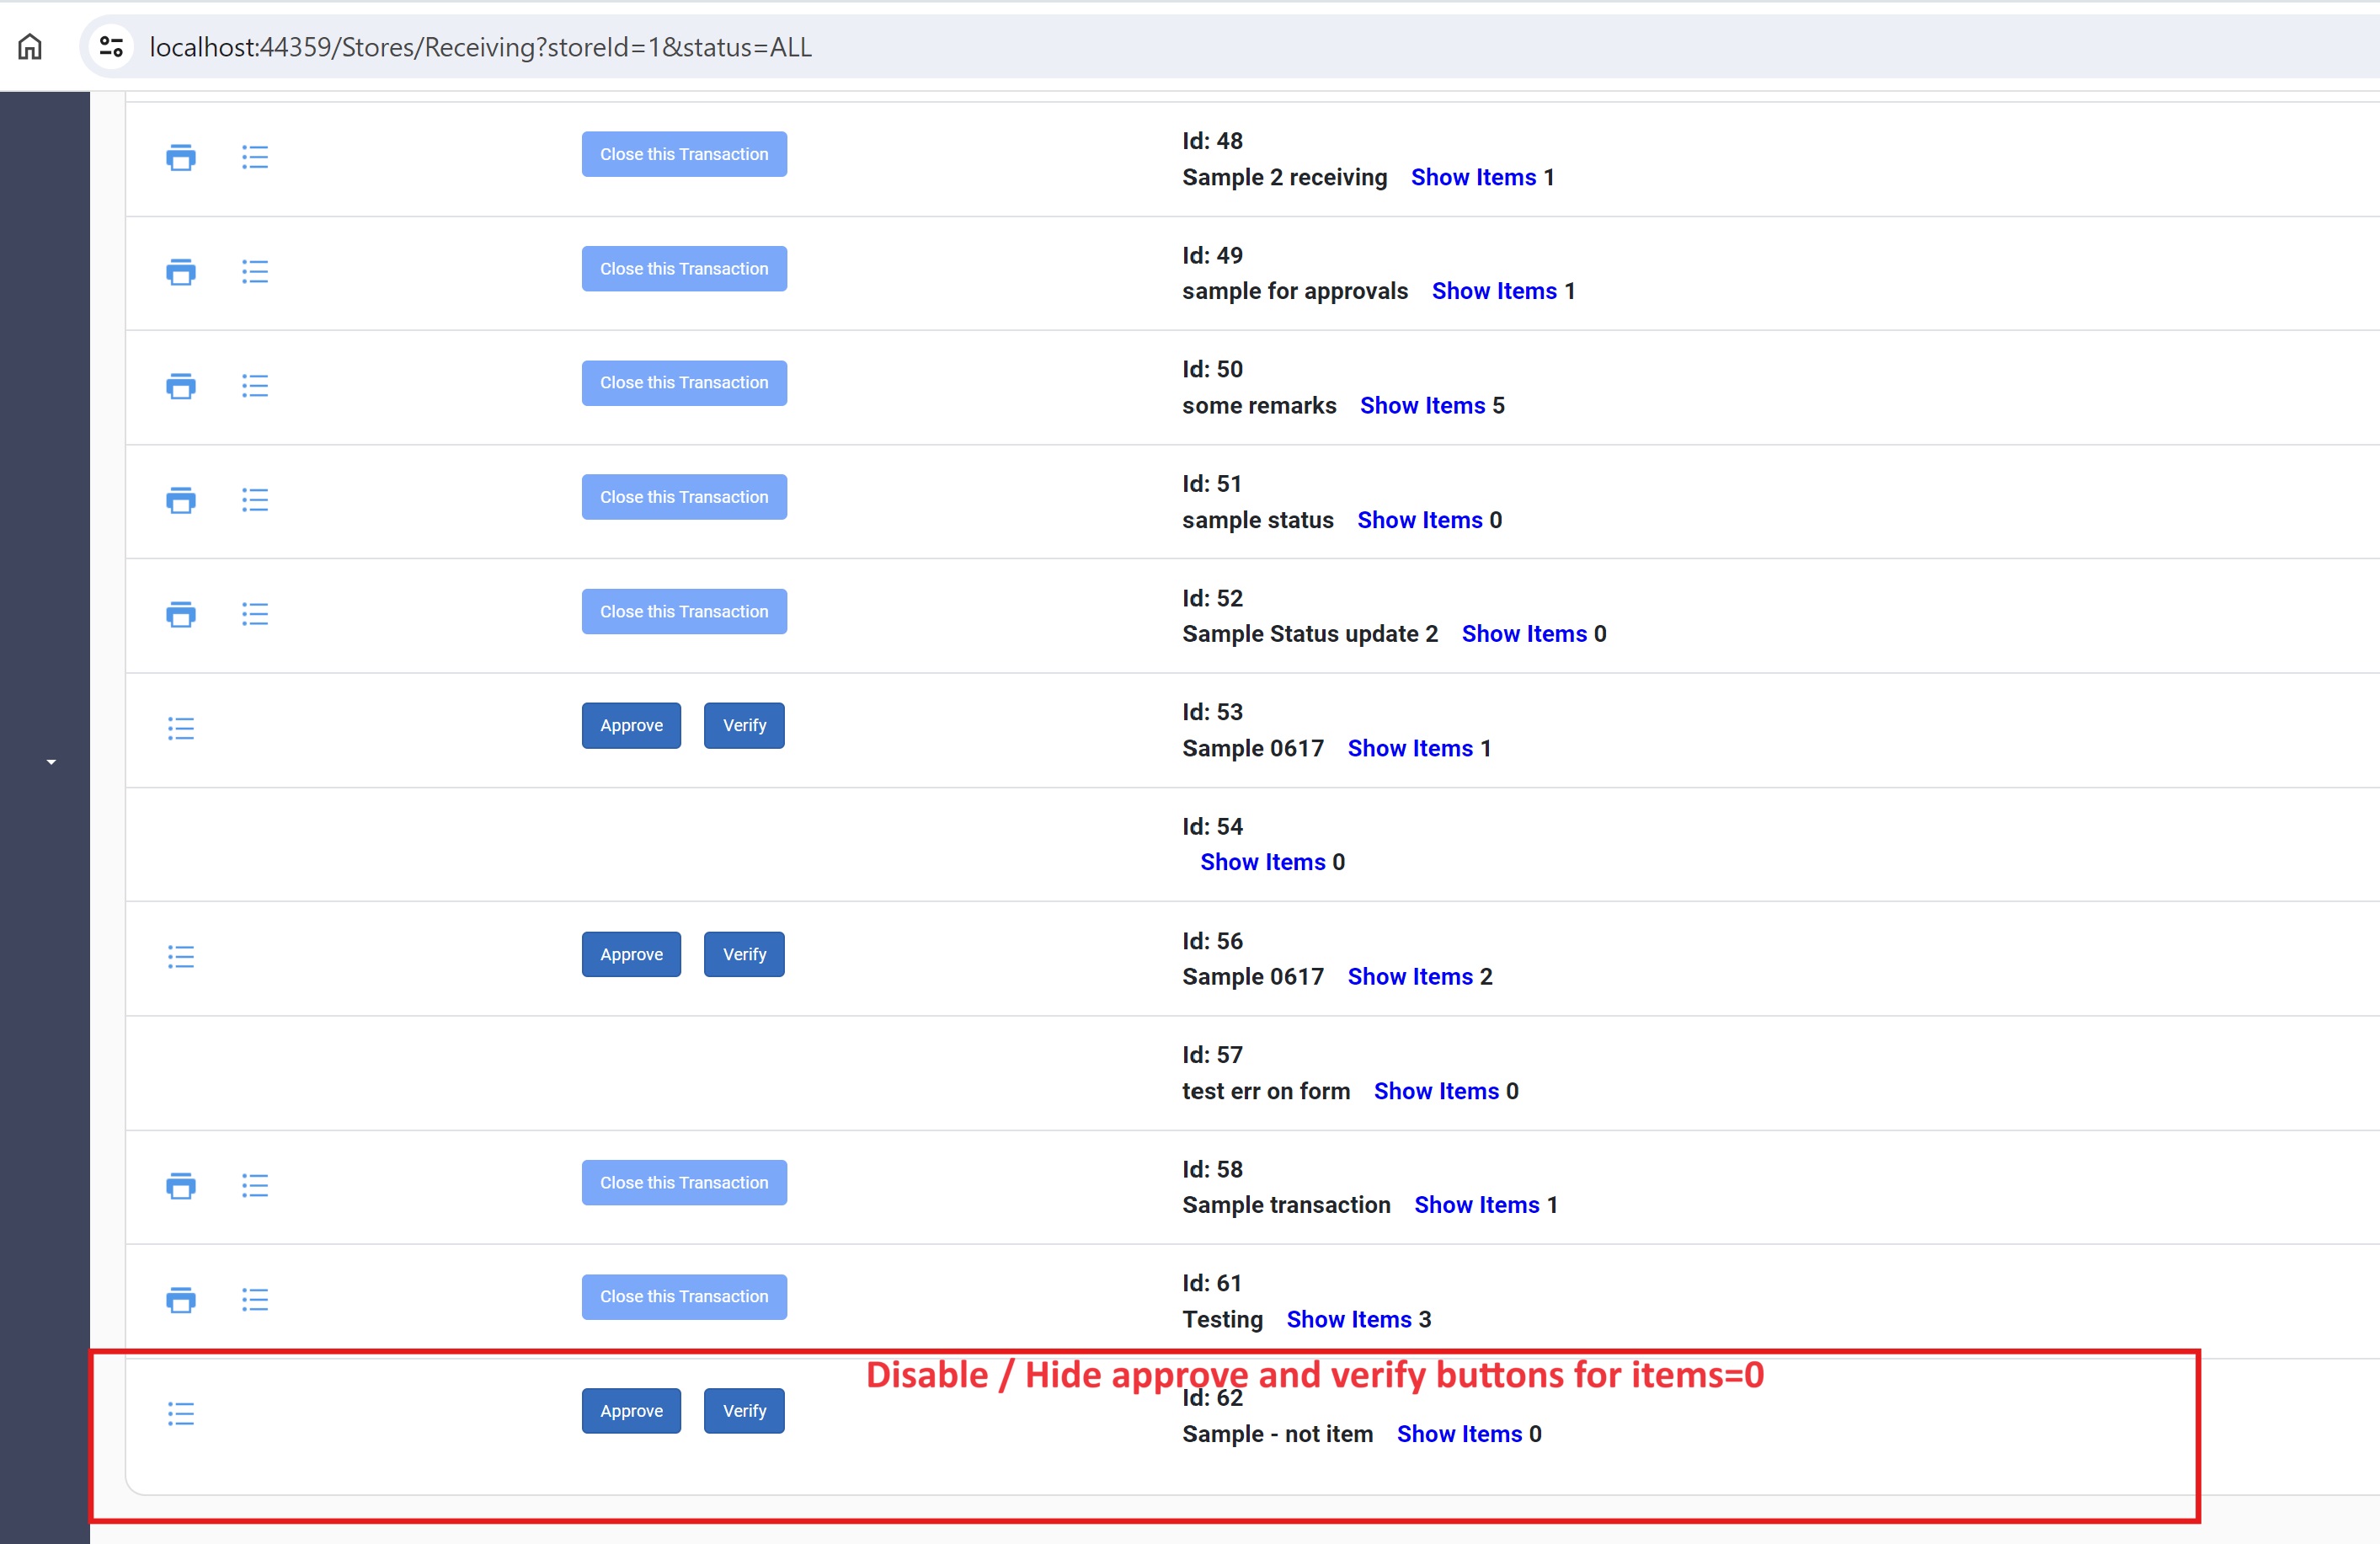 localhost:44359/Stores/Receiving?storeId=1&status=ALL
Close this Transaction
Id: 48
Sample 2 receiving Show Items 1
Close this Transaction
Id: 49
sample for approvals Show Items 1
Close this Transaction
Id: 50
some remarks Show Items 5
Close this Transaction
Id: 51
sample status Show Items 0
Close this Transaction
Id: 52
Sample Status update 2 Show Items 0
Approve Verify
Id: 53
Sample 0617 Show Items 1
Id: 54
Show Items 0
Approve Verify
Id: 56
Sample 0617 Show Items 2
Id: 57
test err on form Show Items 0
Close this Transaction
Id: 58
Sample transaction Show Items 1
Close this Transaction
Id: 61
Testing Show Items 3
Disable / Hide approve and verify buttons for items=0
Approve Verify
Id: 62
Sample - not item Show Items 0